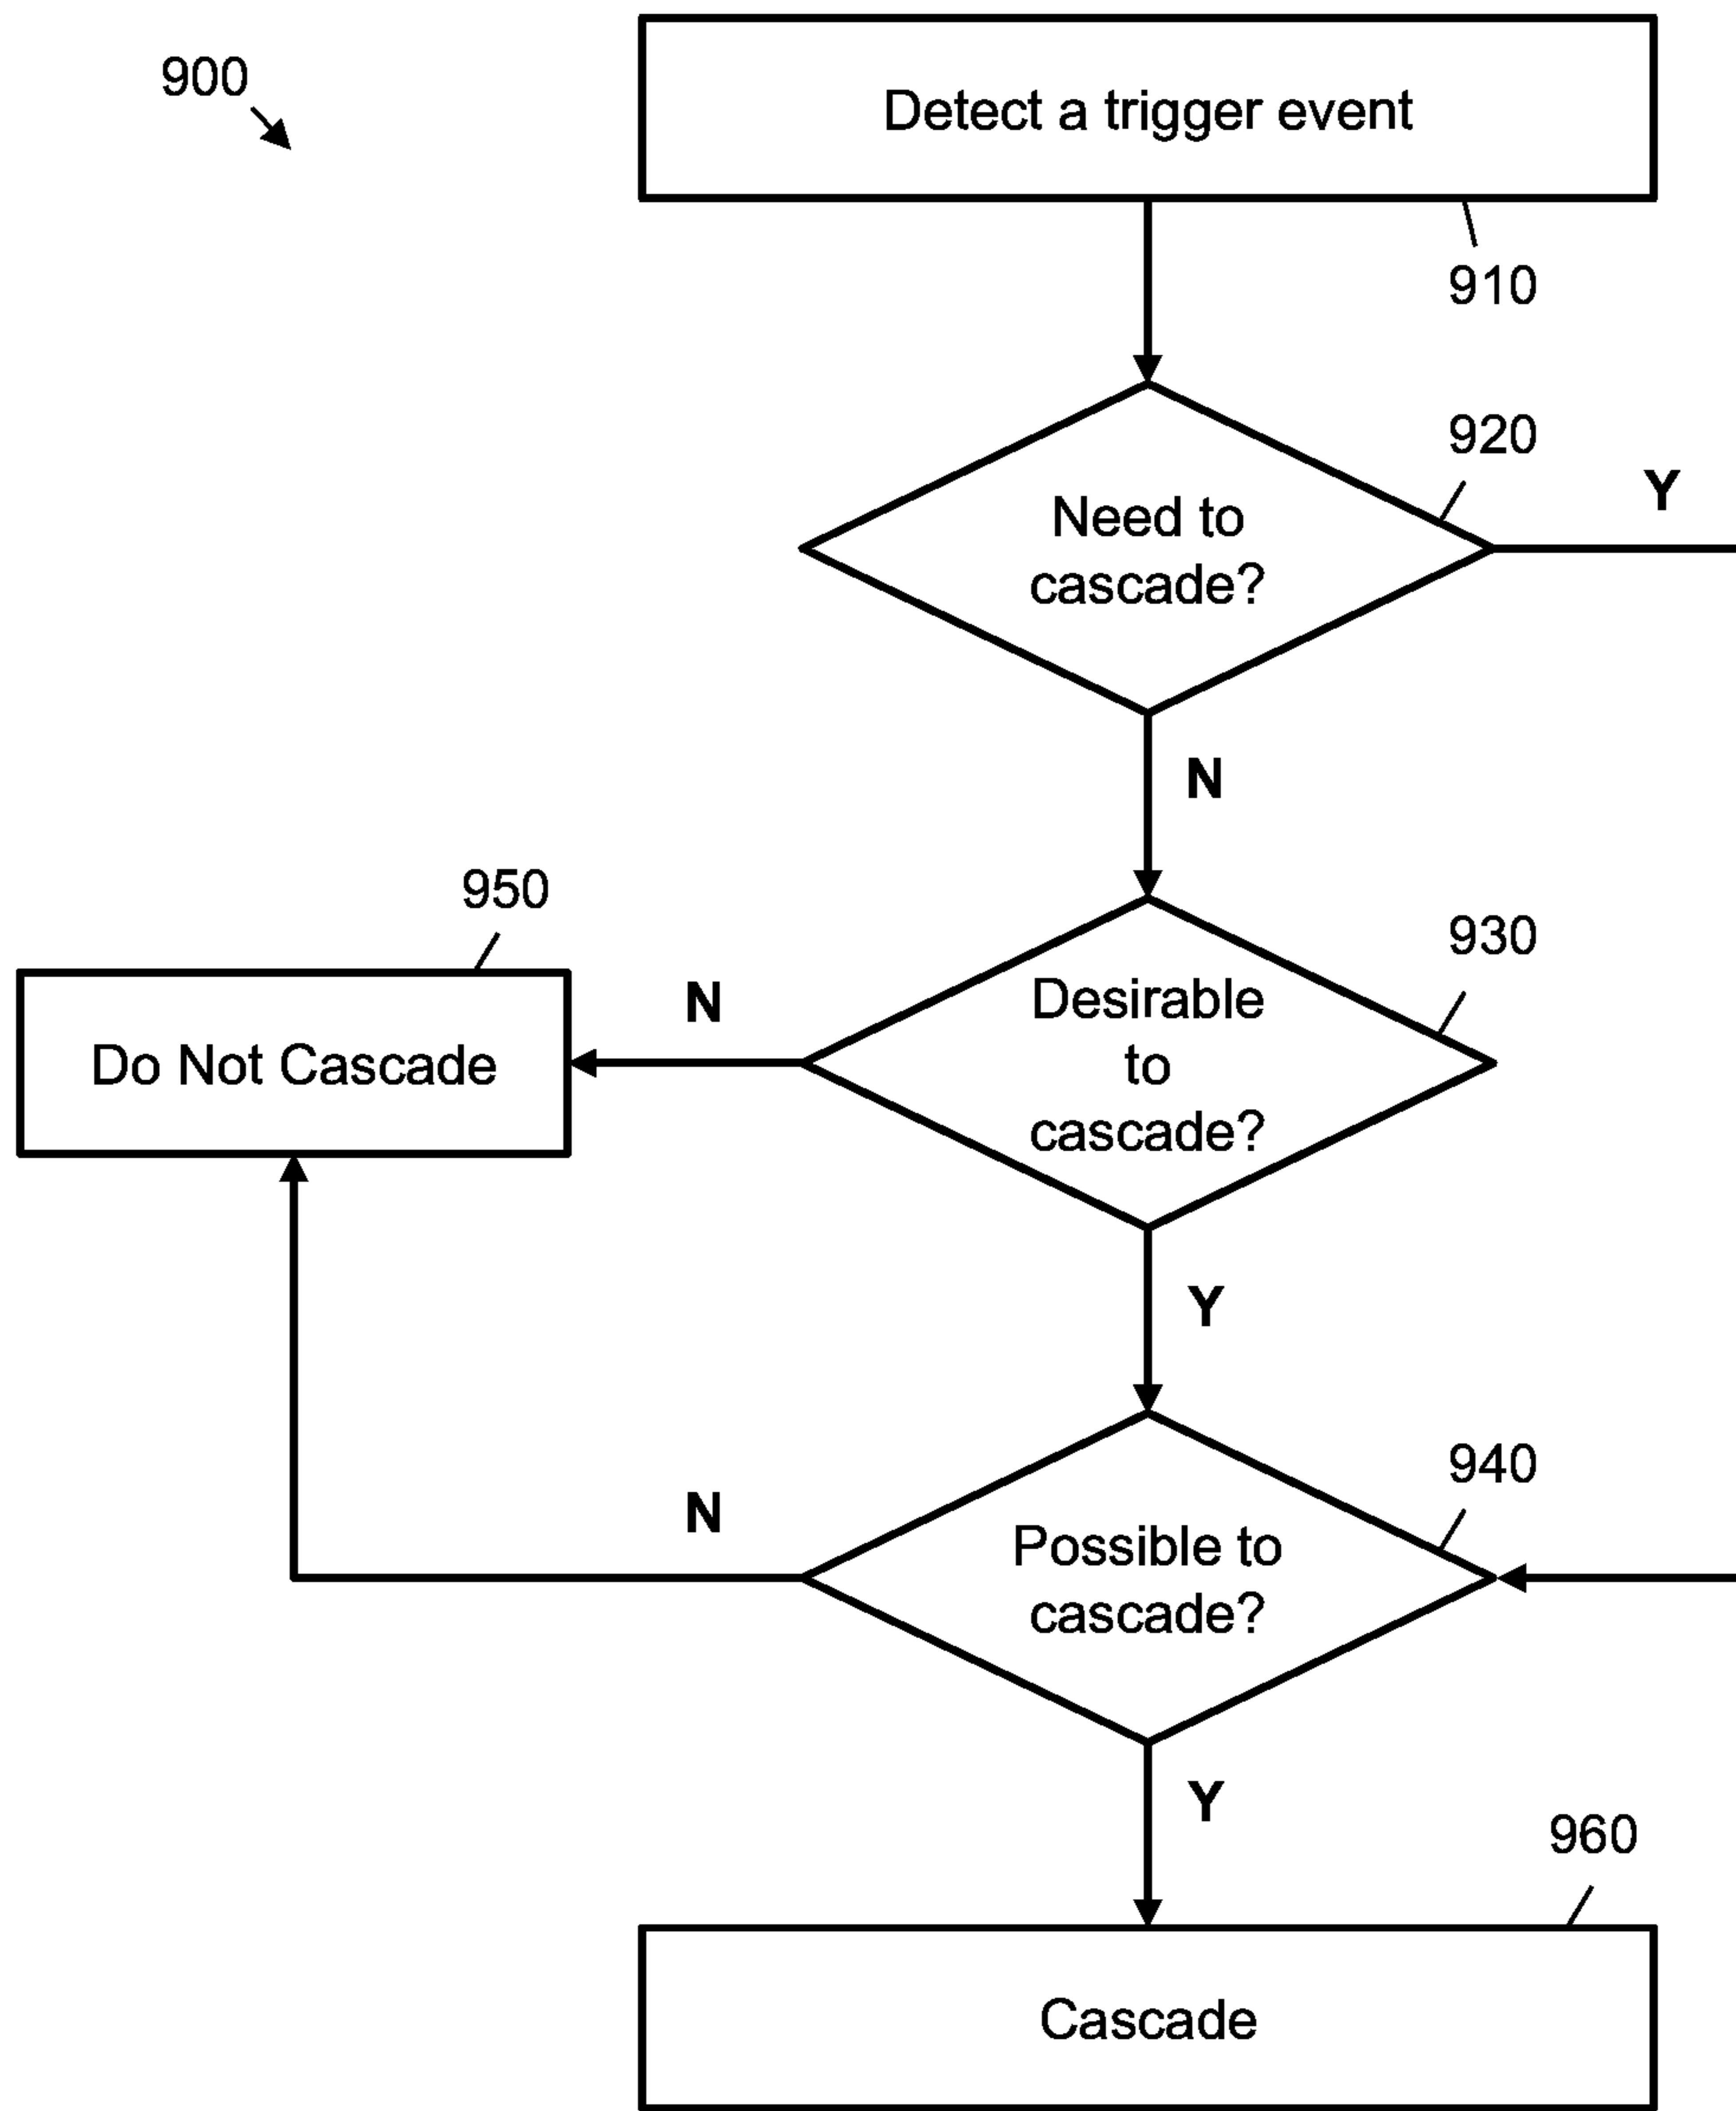 900
Detect a trigger event
910
920
Y
Need to
cascade?
N
950
930
N
Desirable
to
cascade?
Do Not Cascade
Y
940
N
Possible to
cascade?
Y
960
Cascade